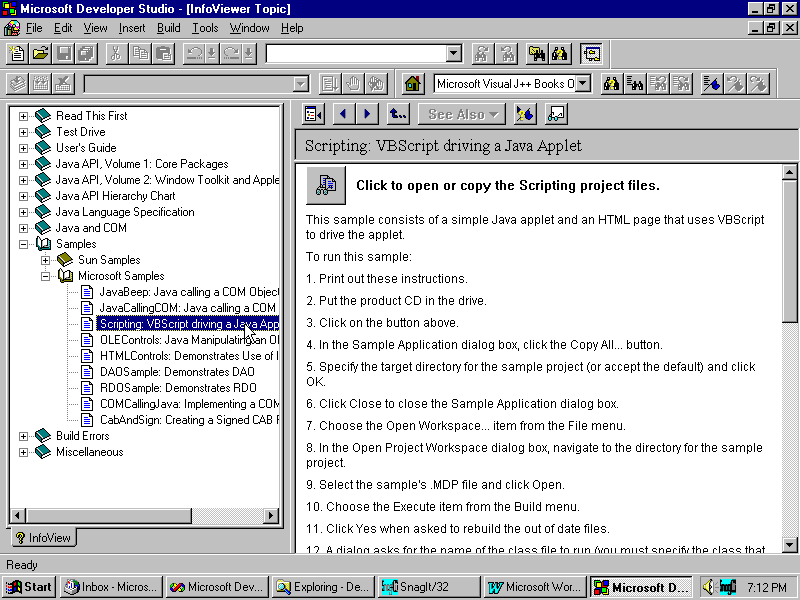 Microsoft Developer Studio - [InfoViewer Topic]
File Edit View Insert Build Tools Window Help
Microsoft Visual J++ Books O
See Also
Read This First
Test Drive
User's Guide
Java API, Volume 1: Core Packages
Java API, Volume 2: Window Toolkit and Apple
Java API Hierarchy Chart
Java Language Specification
Java and COM
Samples
Sun Samples
Microsoft Samples
JavaBeep: Java calling a COM Object
JavaCallingCOM: Java calling a COM
Scripting: VBScript driving a Java App
OLEControls: Java Manipulating an Ol
HTMLControls: Demonstrates Use of I
DAOSample: Demonstrates DAO
RDOSample: Demonstrates RDO
COMCallingJava: Implementing a COM
CabAndSign: Creating a Signed CAB F
Build Errors
Miscellaneous
InfoView
Scripting: VBScript driving a Java Applet
Click to open or copy the Scripting project files.
This sample consists of a simple Java applet and an HTML page that uses VBScript
to drive the applet.
To run this sample:
1. Print out these instructions.
2. Put the product CD in the drive.
3. Click on the button above.
4. In the Sample Application dialog box, click the Copy All... button.
5. Specify the target directory for the sample project (or accept the default) and click
OK.
6. Click Close to close the Sample Application dialog box.
7. Choose the Open Workspace... item from the File menu.
8. In the Open Project Workspace dialog box, navigate to the directory for the sample
project.
9. Select the sample's .MDP file and click Open.
10. Choose the Execute item from the Build menu.
11. Click Yes when asked to rebuild the out of date files.
12. A dialog asks for the name of the class file to run (you must specify the class that
Ready
Start Inbox - Micros... Microsoft Dev... Exploring - De... SnagIt/32 Microsoft Wor... Microsoft D... 7:12 PM